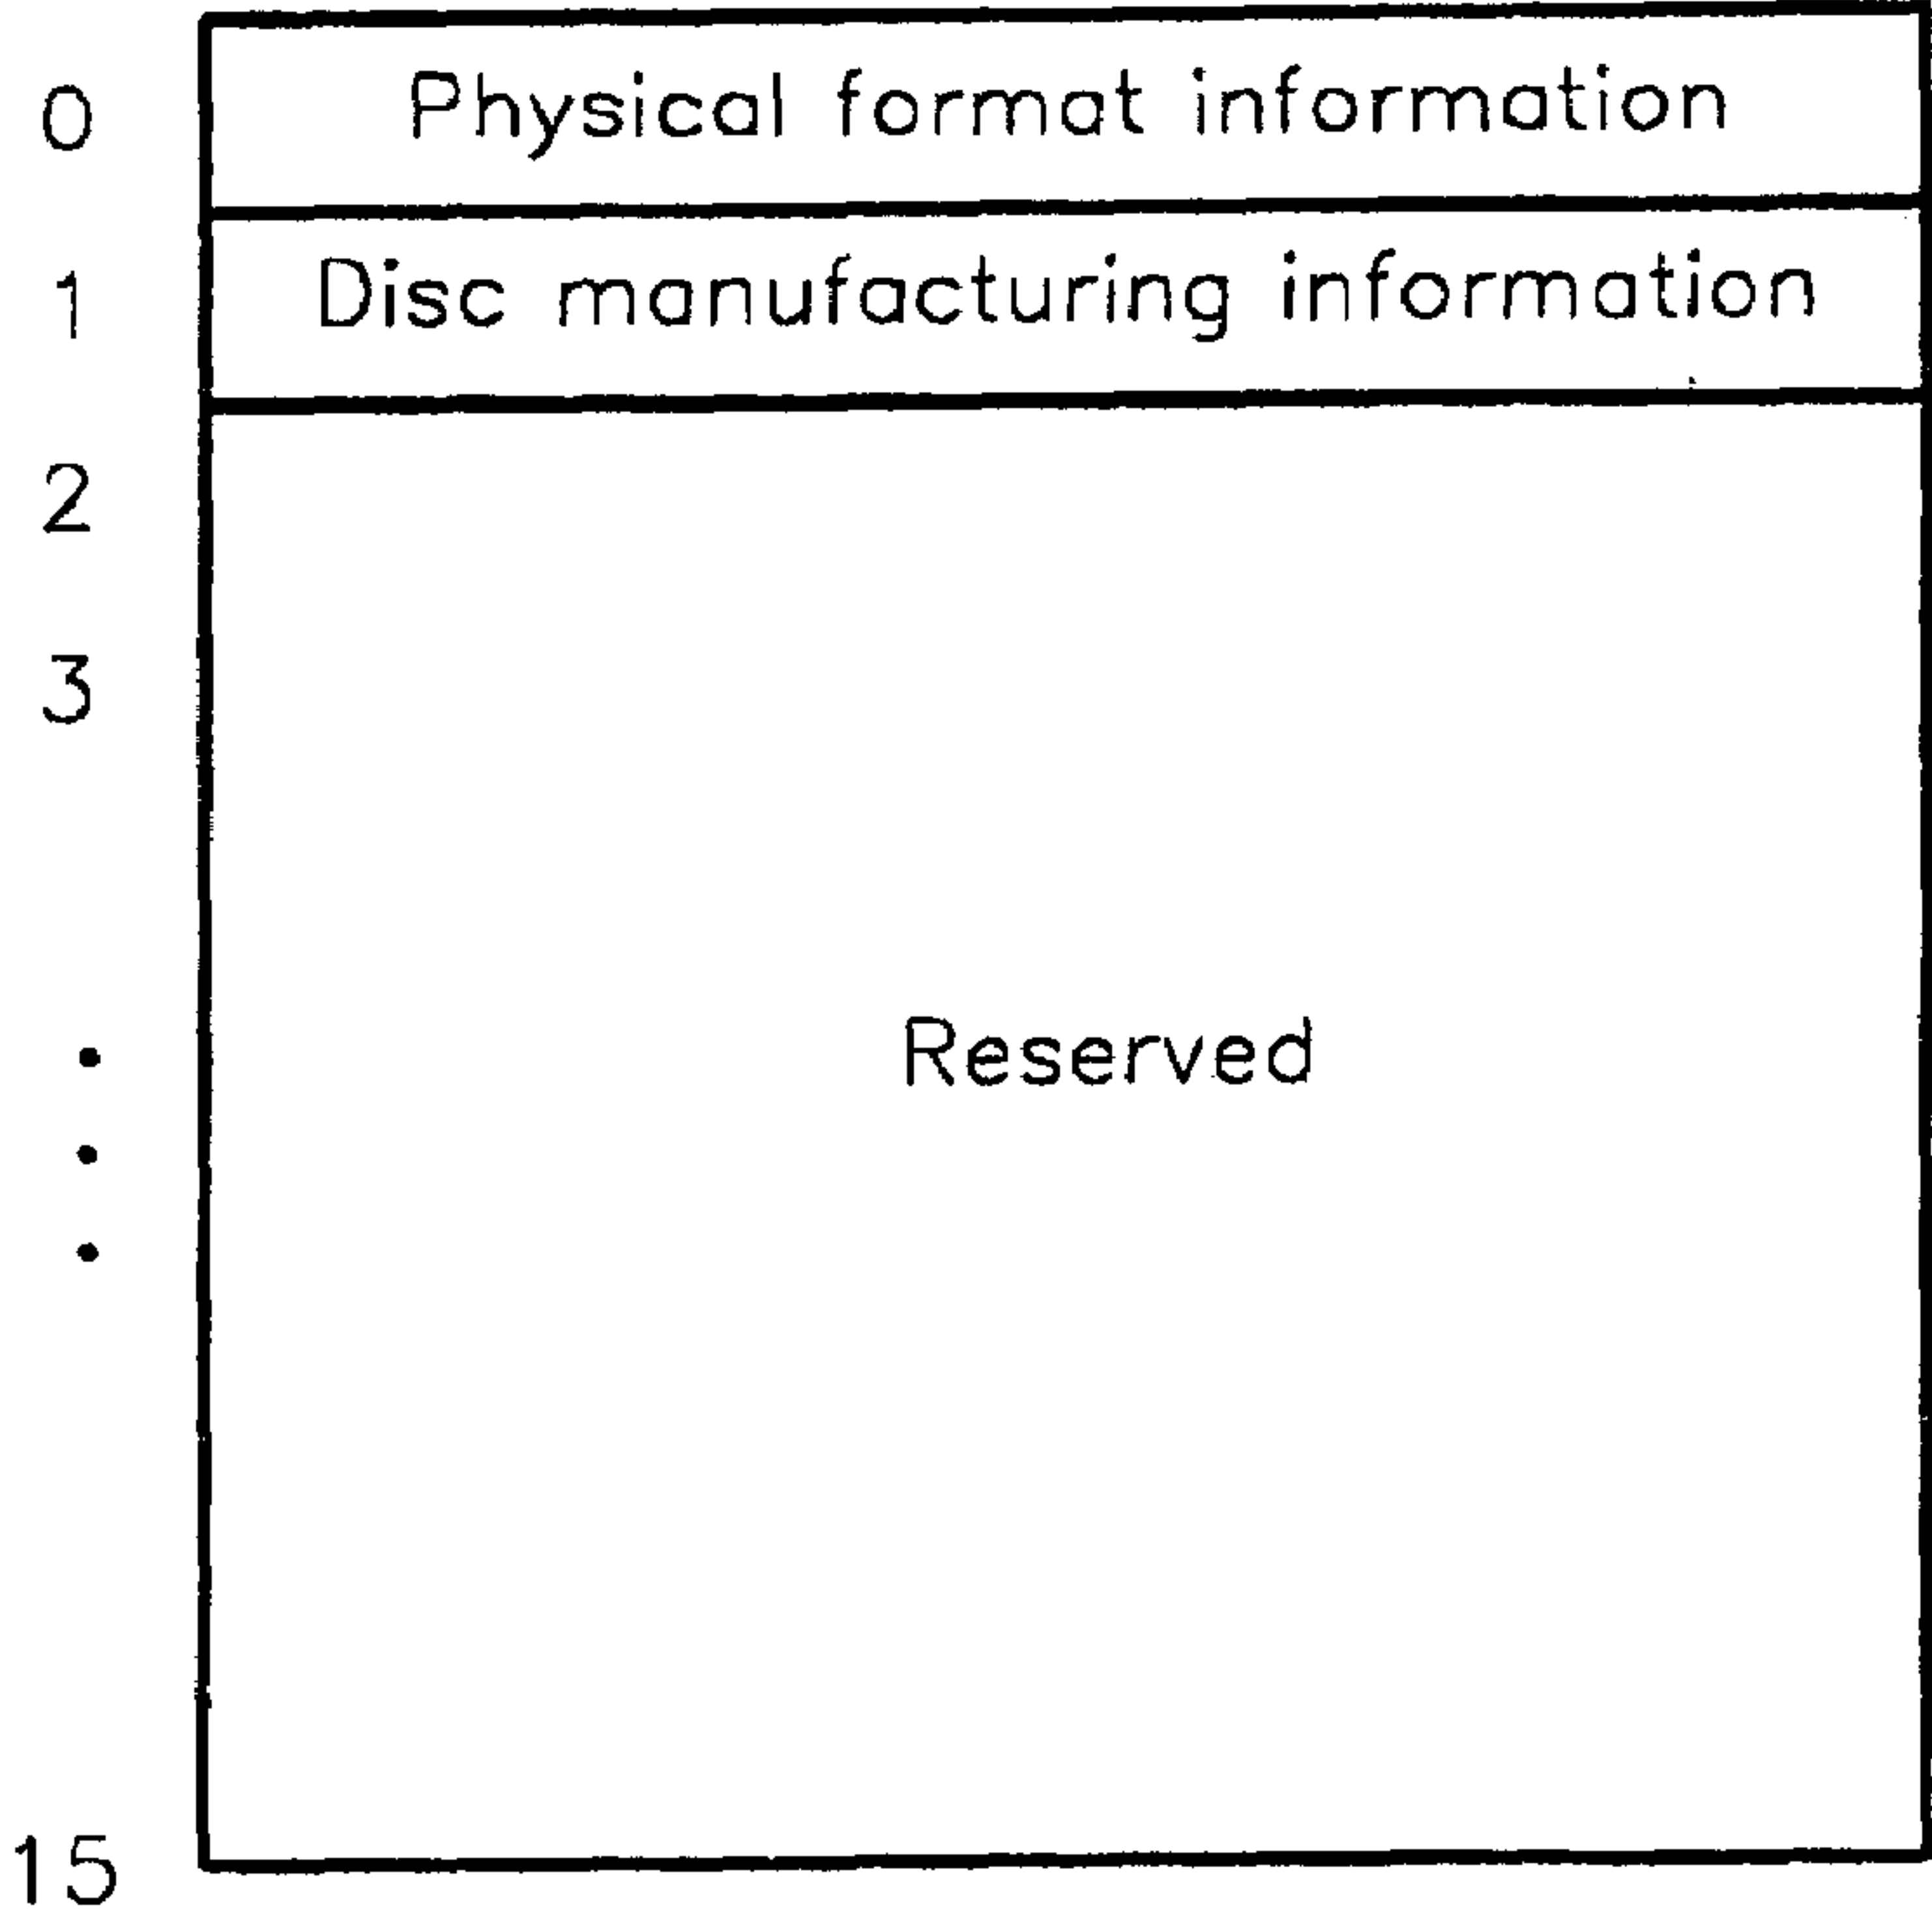 0 Physical format information
1 Disc manufacturing information
2
3
Reserved
15